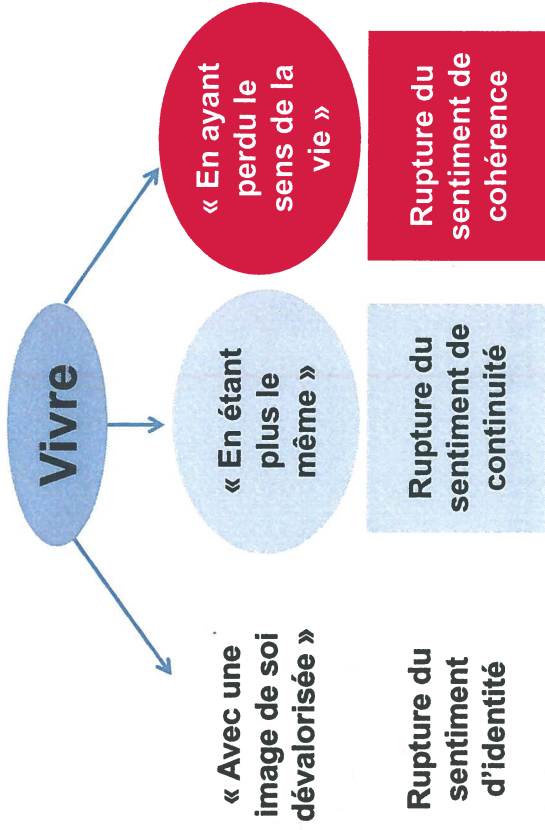 Vivre
« Avec une
image de soi
dévalorisée »
« En étant
plus le
même »
« En ayant
perdu le
sens de la
vie »
Rupture du
sentiment
d'identité
Rupture du
sentiment de
continuité
Rupture du
sentiment de
cohérence